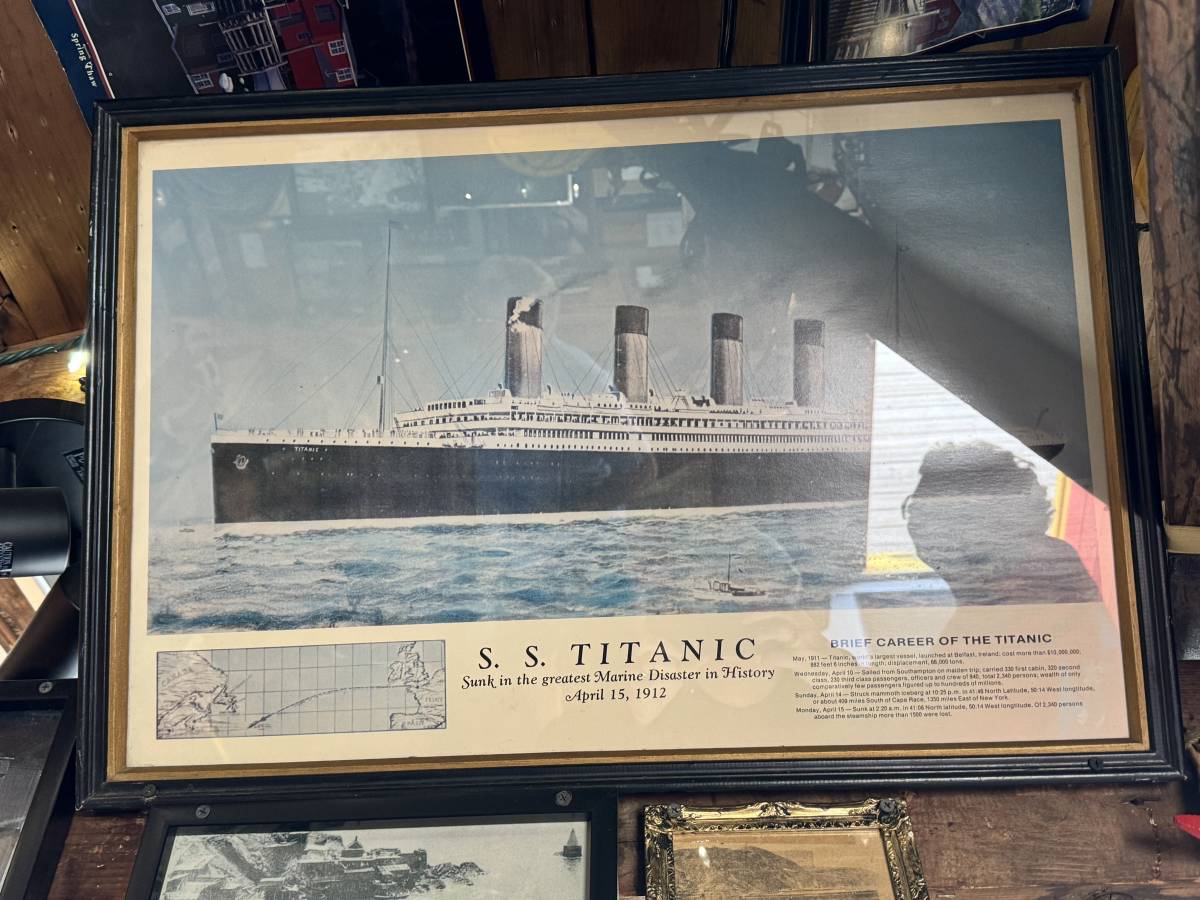 Spring Thaw
TITANIC
S. S. TITANIC
Sunk in the greatest Marine Disaster in History
April 15, 1912
BRIEF CAREER OF THE TITANIC
May, 1911 — Titanic, world's largest vessel, launched at Belfast, Ireland; cost more than $10,000,000;
882 feet 6 inches in length; displacement, 66,000 tons.
Wednesday, April 10 — Sailed from Southampton on maiden trip; carried 330 first cabin, 320 second
class, 230 third class passengers, officers and crew of 940, total 2,340 persons; wealth of only
comparatively few passengers figured up to hundreds of millions.
Sunday, April 14 — Struck mammoth iceberg at 10:25 p.m. in 41:46 North Latitude, 50:14 West longtitude,
or about 400 miles South of Cape Race, 1350 miles East of New York.
Monday, April 15 — Sunk at 2:20 a.m. in 41:06 North latitude, 50:14 West longtitude. Of 2,340 persons
aboard the steamship more than 1500 were lost.